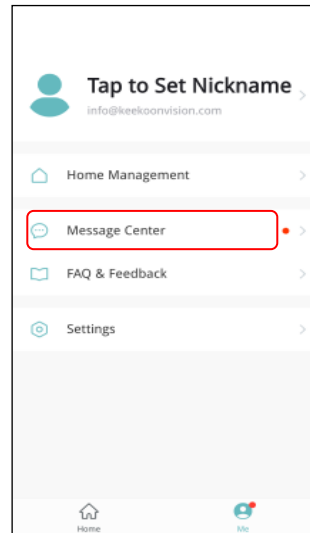 Tap to Set Nickname
info@keekoonvision.com
Home Management
Message Center
FAQ & Feedback
Settings
Home
Me